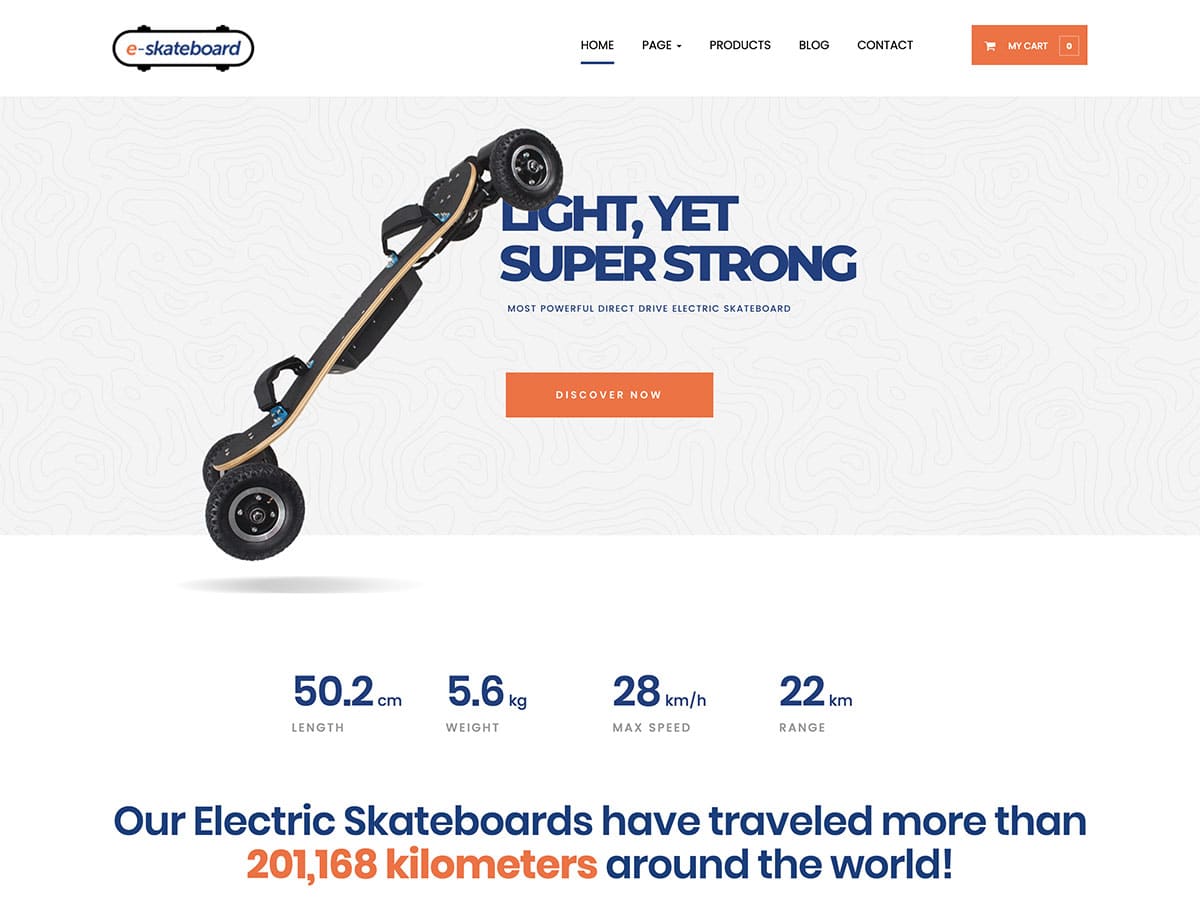 e-skateboard
HOME PAGE PRODUCTS BLOG CONTACT MY CART 0
LIGHT, YET
SUPER STRONG
MOST POWERFUL DIRECT DRIVE ELECTRIC SKATEBOARD
DISCOVER NOW
50.2 cm 5.6 kg 28 km/h 22 km
LENGTH WEIGHT MAX SPEED RANGE
Our Electric Skateboards have traveled more than
201,168 kilometers around the world!